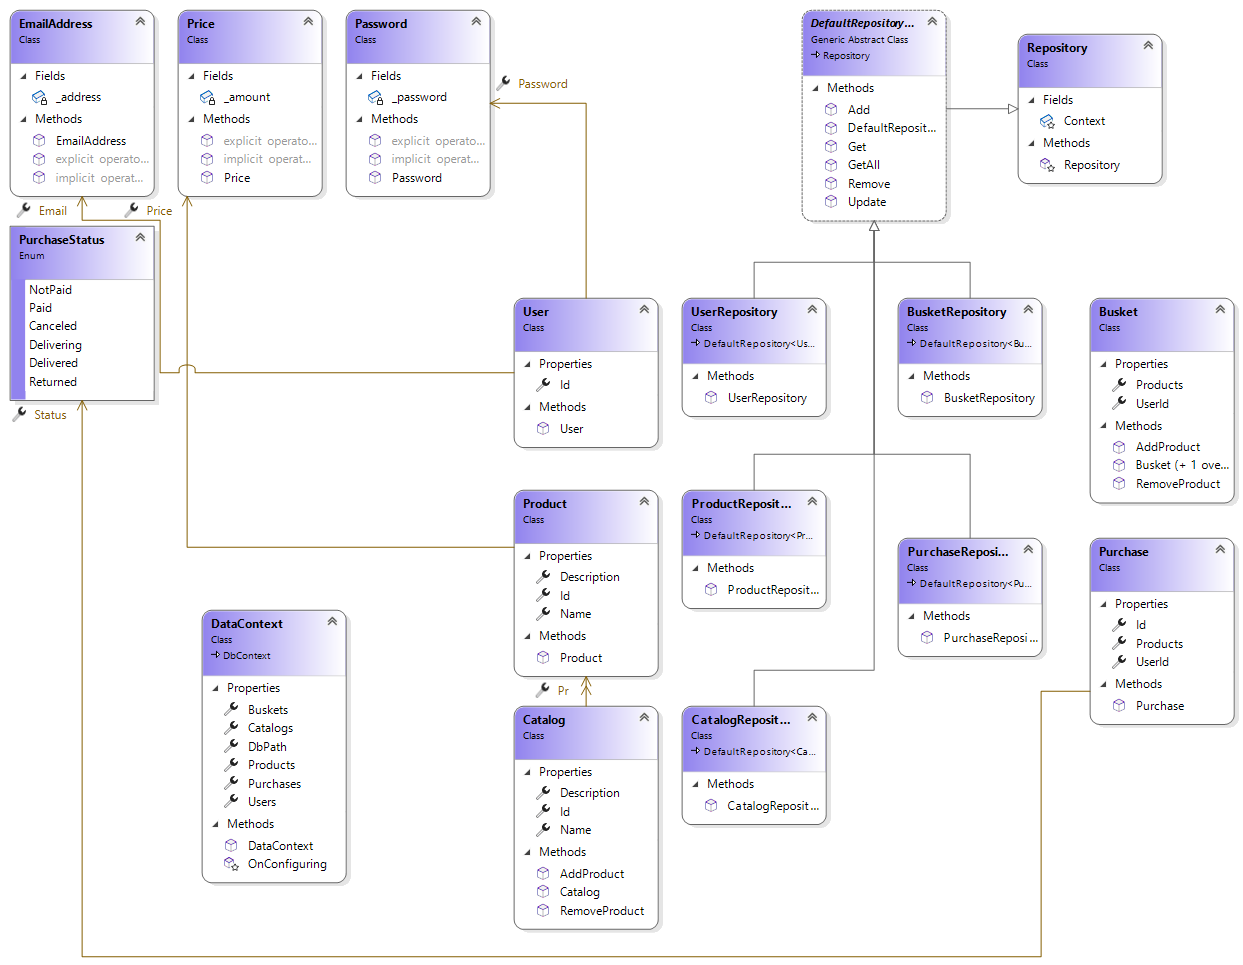 EmailAddress
Class
Fields
_address
Methods
EmailAddress
explicit operato...
implicit operat...
Price
Class
Fields
_amount
Methods
explicit operato...
implicit operat...
Price
Password
Class
Fields
_password
Methods
explicit operato...
implicit operat...
Password
Password
DefaultRepository...
Generic Abstract Class
Repository
Methods
Add
DefaultReposit...
Get
GetAll
Remove
Update
Repository
Class
Fields
Context
Methods
Repository
Email
Price
PurchaseStatus
Enum
NotPaid
Paid
Canceled
Delivering
Delivered
Returned
Status
User
Class
Properties
Id
Methods
User
UserRepository
Class
DefaultRepository<Us...
Methods
UserRepository
BusketRepository
Class
DefaultRepository<Bu...
Methods
BusketRepository
Busket
Class
Properties
Products
UserId
Methods
AddProduct
Busket (+ 1 ove...
RemoveProduct
Product
Class
Properties
Description
Id
Name
Methods
Product
Pr
ProductReposit...
Class
DefaultRepository<Pr...
Methods
ProductReposit...
PurchaseReposi...
Class
DefaultRepository<Pu...
Methods
PurchaseReposi...
Purchase
Class
Properties
Id
Products
UserId
Methods
Purchase
DataContext
Class
DbContext
Properties
Buskets
Catalogs
DbPath
Products
Purchases
Users
Methods
DataContext
OnConfiguring
Catalog
Class
Properties
Description
Id
Name
Methods
AddProduct
Catalog
RemoveProduct
CatalogReposit...
Class
DefaultRepository<Ca...
Methods
CatalogReposit...